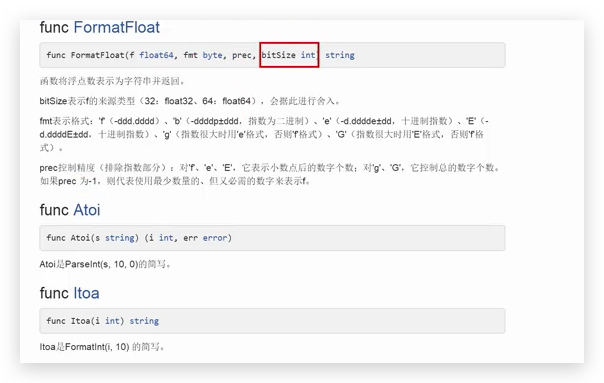 func FormatFloat
func FormatFloat(f float64, fmt byte, prec, bitSize int) string
函数将浮点数表示为字符串并返回。
bitSize表示f的来源类型（32：float32、64：float64），会据此进行舍入。
fmt表示格式：'f'（-ddd.dddd）、'b'（-ddddp±ddd，指数为二进制）、'e'（-d.dddde±dd，十进制指数）、'E'（-
d.ddddE±dd，十进制指数）、'g'（指数很大时用'e'格式，否则'f'格式）、'G'（指数很大时用'E'格式，否则'f'格
式）。
prec控制精度（排除指数部分）：对'f'、'e'、'E'，它表示小数点后的数字个数；对'g'、'G'，它控制总的数字个数。
如果prec 为-1，则代表使用最少数量的、但又必需的数字来表示f。
func Atoi
func Atoi(s string) (i int, err error)
Atoi是ParseInt(s, 10, 0)的简写。
func Itoa
func Itoa(i int) string
Itoa是FormatInt(i, 10) 的简写。